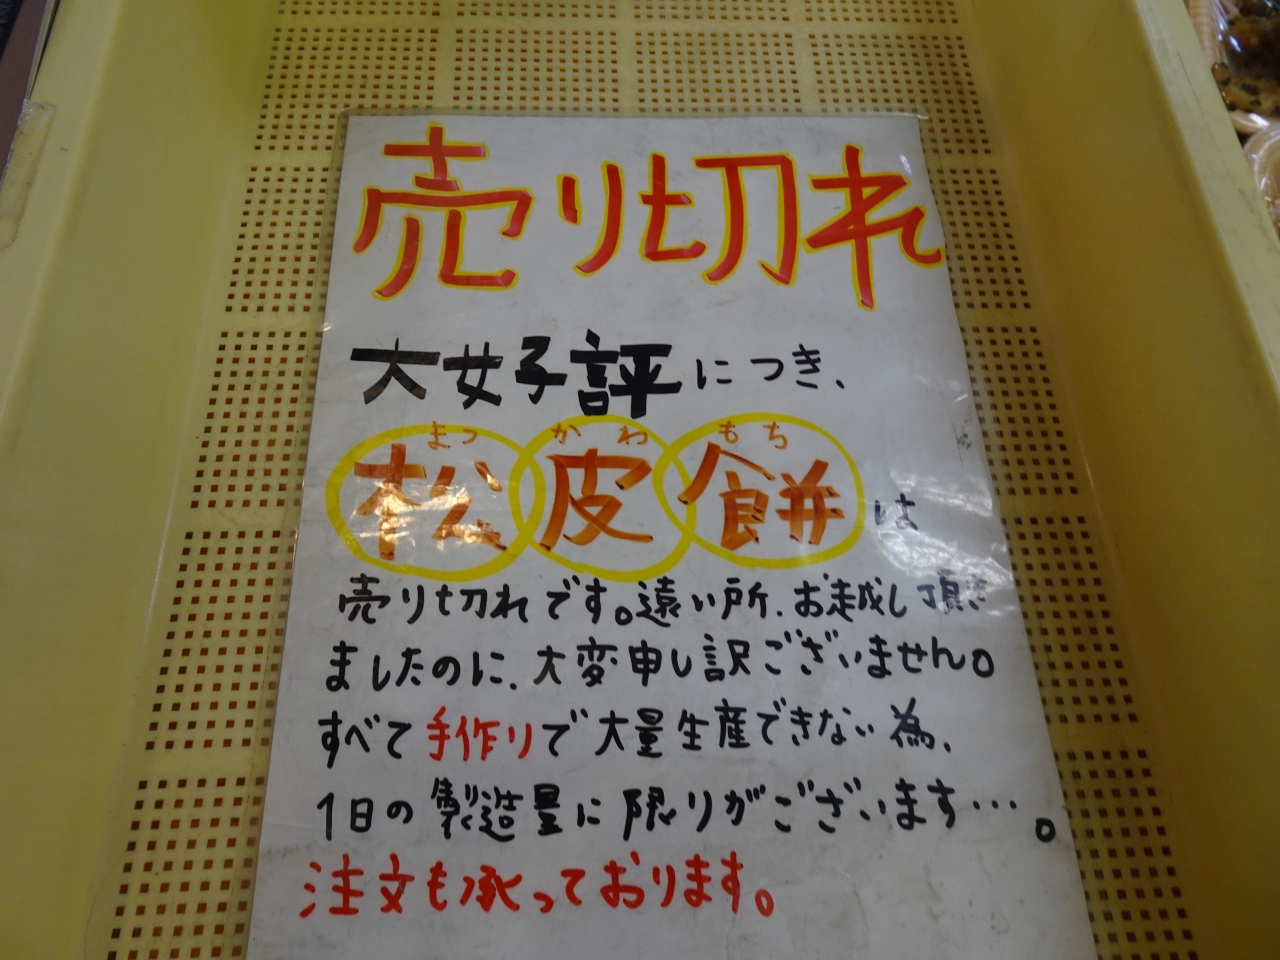 売り切れ
大好評につき、
まつ かわ もち
松皮餅は
売り切れです。遠い所、お越し頂き
ましたのに、大変申し訳ございません。
すべて手作りで大量生産できない為、
1日の製造量に限りがございます…。
注文も承っております。